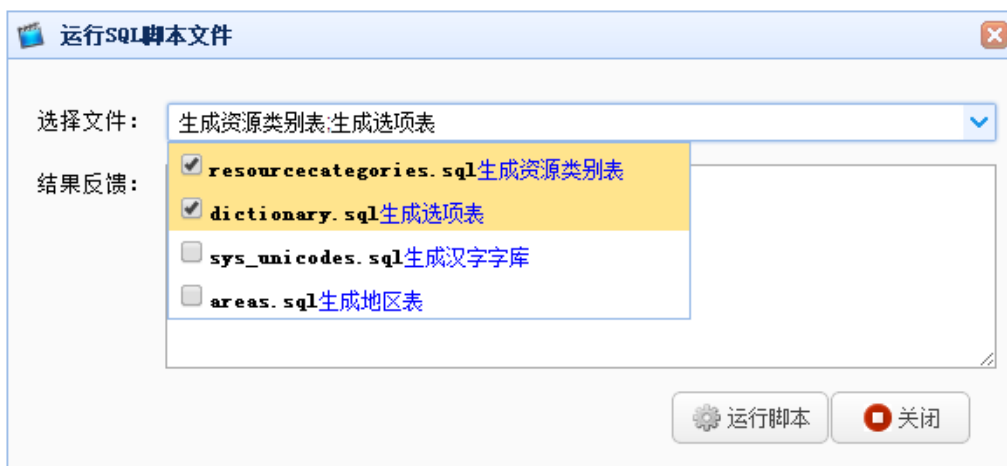 运行SQL脚本文件
选择文件：
生成资源类别表;生成选项表
结果反馈：
resourcecategories.sql生成资源类别表
dictionary.sql生成选项表
sys_unicodes.sql生成汉字字库
areas.sql生成地区表
运行脚本
关闭